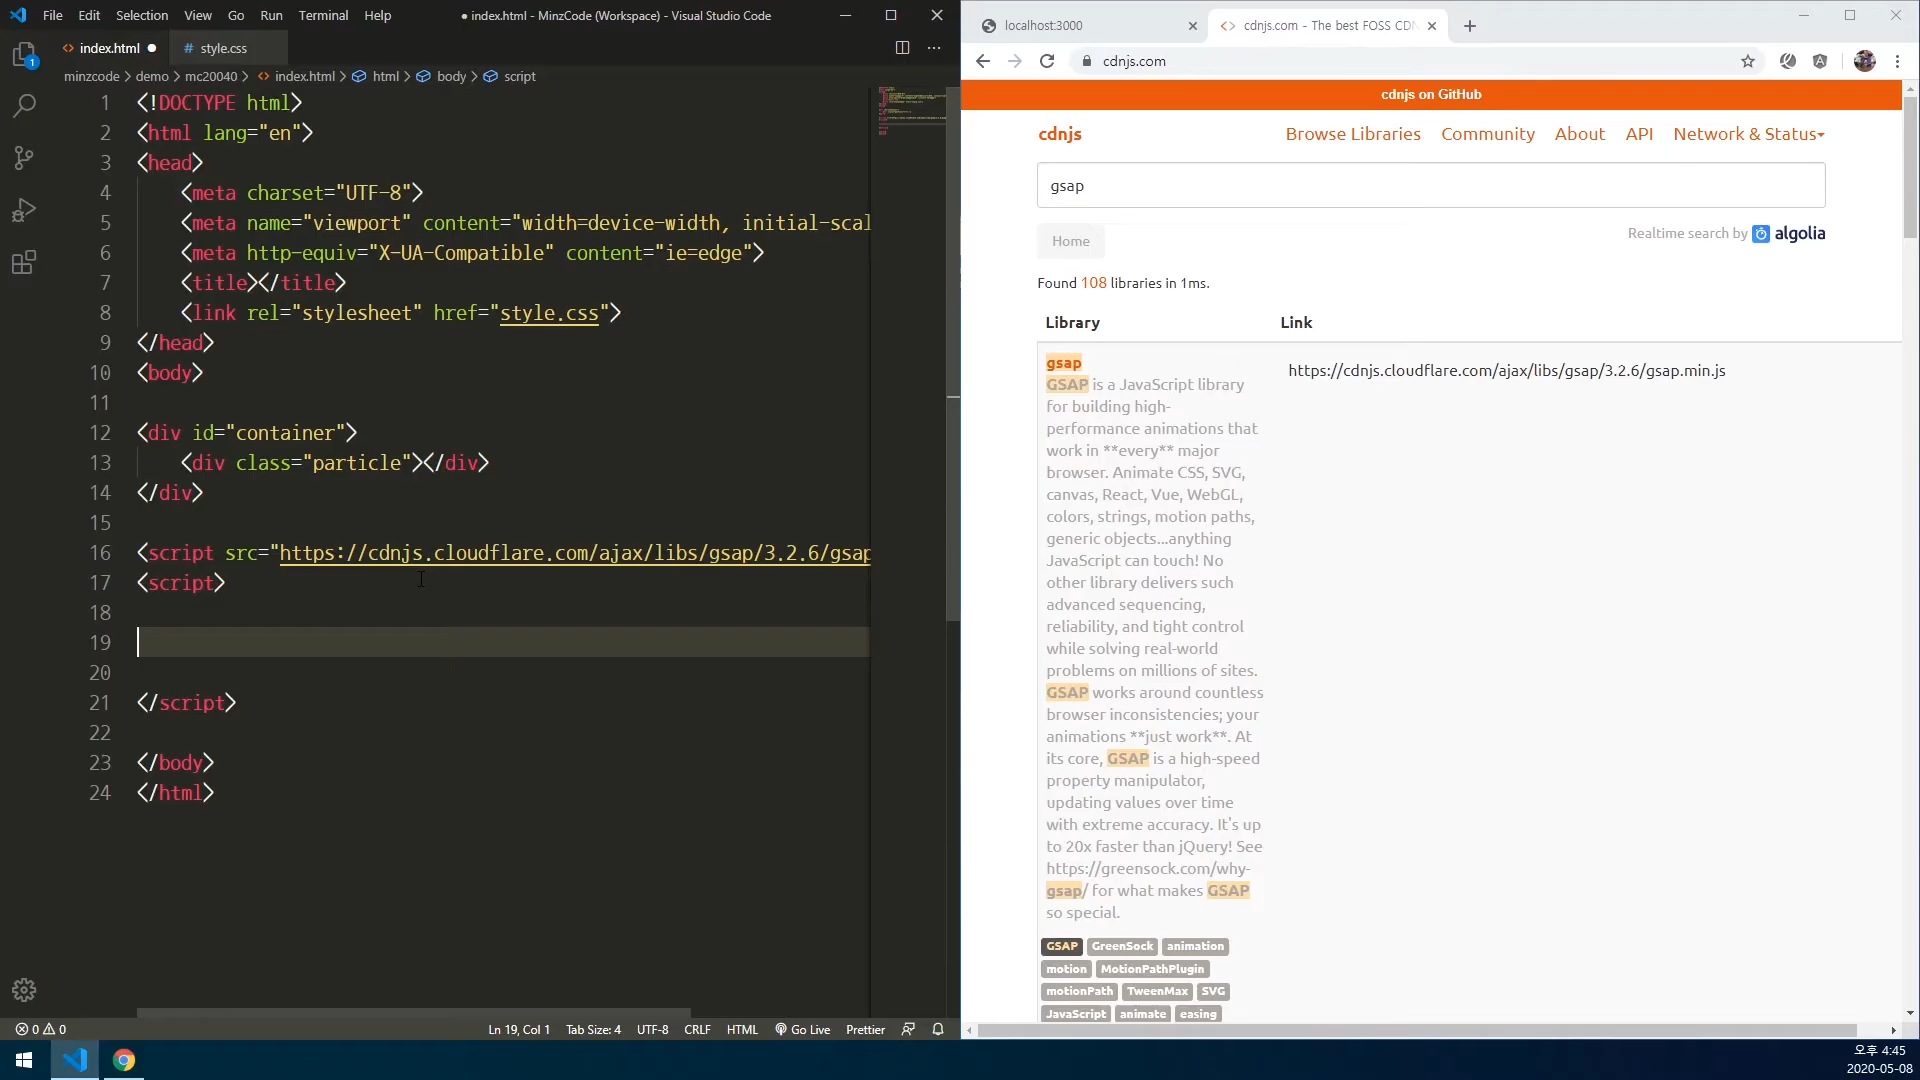 File Edit Selection View Go Run Terminal Help
● index.html - MinzCode (Workspace) - Visual Studio Code
<> index.html ●
# style.css
minzcode > demo > mc20040 > <> index.html > html > body > script
1 <!DOCTYPE html>
2 <html lang="en">
3 <head>
4 <meta charset="UTF-8">
5 <meta name="viewport" content="width=device-width, initial-scal
6 <meta http-equiv="X-UA-Compatible" content="ie=edge">
7 <title></title>
8 <link rel="stylesheet" href="style.css">
9 </head>
10 <body>
11
12 <div id="container">
13 <div class="particle"></div>
14 </div>
15
16 <script src="https://cdnjs.cloudflare.com/ajax/libs/gsap/3.2.6/gsap
17 <script>
18
19
20
21 </script>
22
23 </body>
24 </html>
1
0 0
Ln 19, Col 1 Tab Size: 4 UTF-8 CRLF HTML Go Live Prettier
localhost:3000
cdnjs.com - The best FOSS CDN
cdnjs.com
cdnjs on GitHub
cdnjs
Browse Libraries Community About API Network & Status
gsap
Home
Realtime search by algolia
Found 108 libraries in 1ms.
Library Link
gsap
https://cdnjs.cloudflare.com/ajax/libs/gsap/3.2.6/gsap.min.js
GSAP is a JavaScript library
for building high-
performance animations that
work in **every** major
browser. Animate CSS, SVG,
canvas, React, Vue, WebGL,
colors, strings, motion paths,
generic objects...anything
JavaScript can touch! No
other library delivers such
advanced sequencing,
reliability, and tight control
while solving real-world
problems on millions of sites.
GSAP works around countless
browser inconsistencies; your
animations **just work**. At
its core, GSAP is a high-speed
property manipulator,
updating values over time
with extreme accuracy. It's up
to 20x faster than jQuery! See
https://greensock.com/why-
gsap/ for what makes GSAP
so special.
GSAP GreenSock animation
motion MotionPathPlugin
motionPath TweenMax SVG
JavaScript animate easing
오후 4:45
2020-05-08